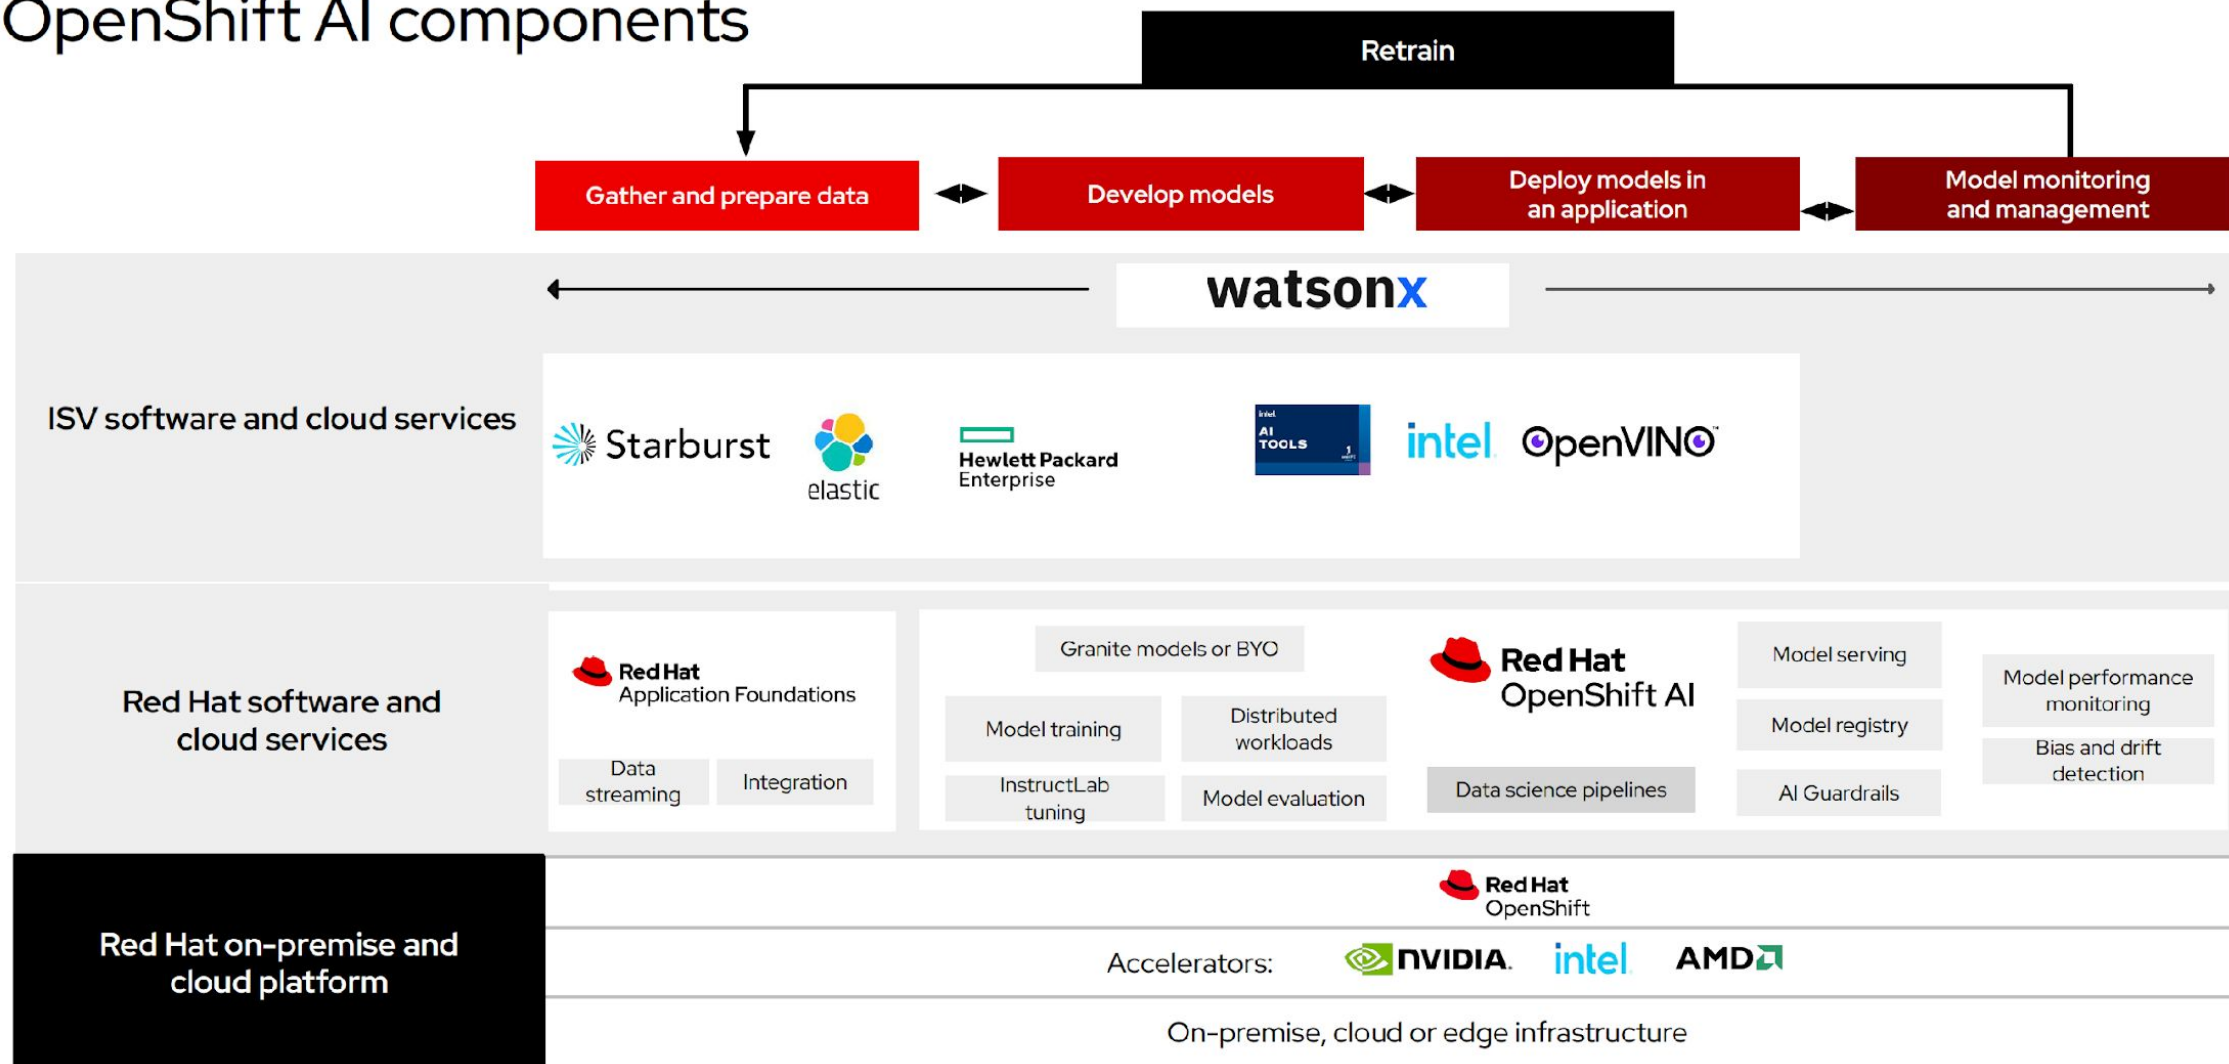 OpenShift AI components
Retrain
Gather and prepare data
Develop models
Deploy models in
an application
Model monitoring
and management
watsonx
ISV software and cloud services
Starburst
elastic
Hewlett Packard
Enterprise
intel
AI
TOOLS
intel
OpenVINO
Red Hat software and
cloud services
Red Hat
Application Foundations
Data
streaming
Integration
Granite models or BYO
Model training
Distributed
workloads
InstructLab
tuning
Model evaluation
Red Hat
OpenShift AI
Data science pipelines
Model serving
Model registry
AI Guardrails
Model performance
monitoring
Bias and drift
detection
Red Hat on-premise and
cloud platform
Red Hat
OpenShift
Accelerators:
NVIDIA.
intel
AMD
On-premise, cloud or edge infrastructure